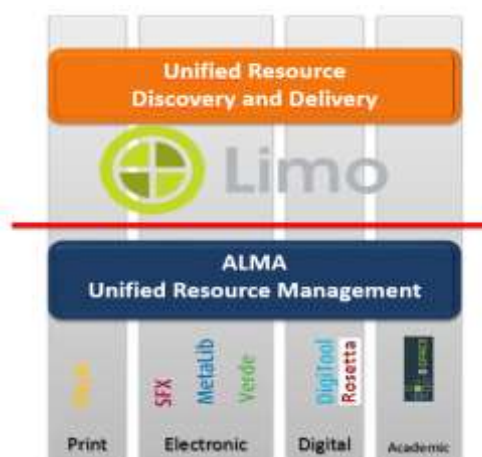 Unified Resource
Discovery and Delivery
Limo
ALMA
Unified Resource Management
SFX
MetaLib
Verde
DigiTool
Rosetta
Print
Electronic
Digital
Academic